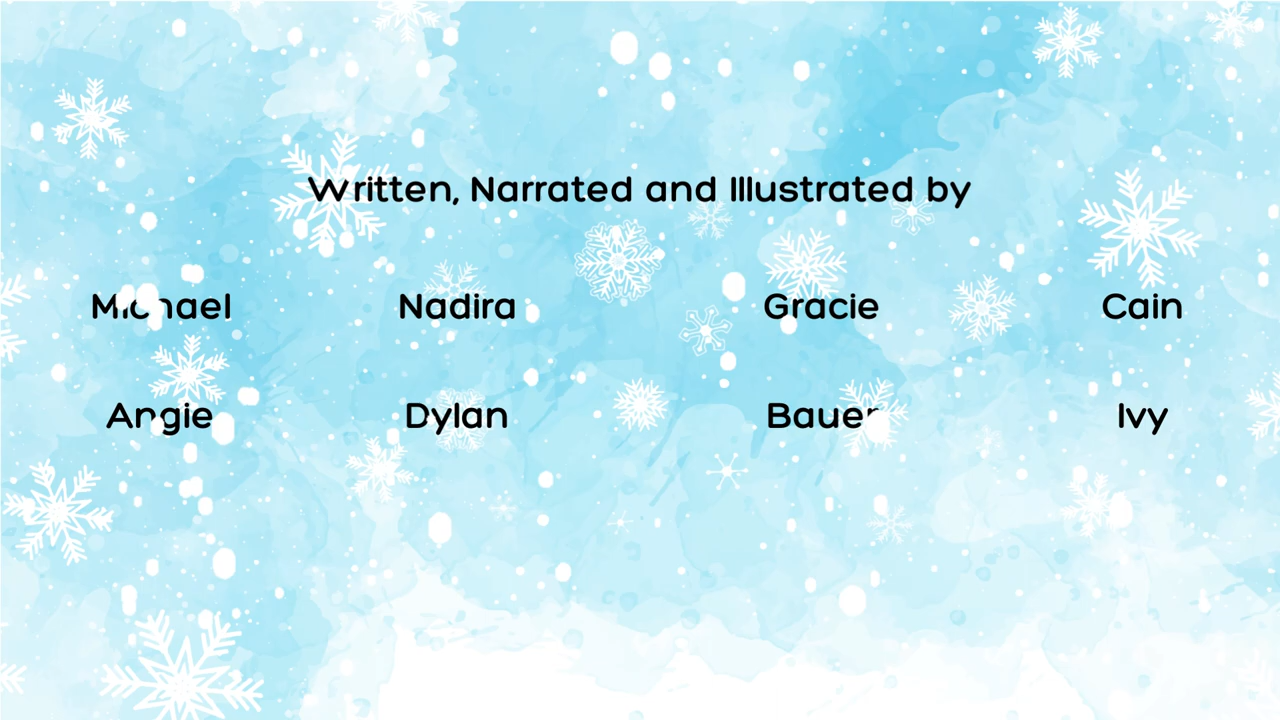 Written, Narrated and Illustrated by
Michael Nadira Gracie Cain
Angie Dylan Bauer Ivy